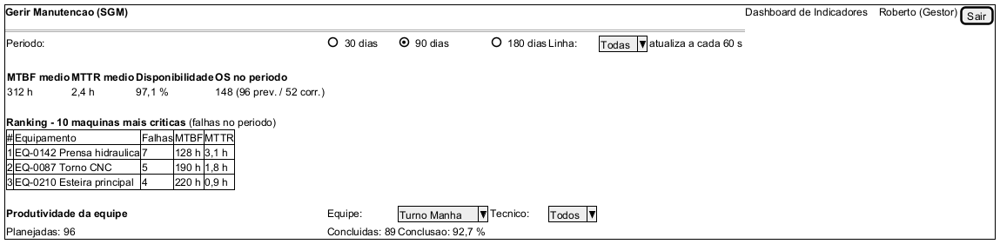 Gerir Manutencao (SGM) Dashboard de Indicadores Roberto (Gestor) Sair
Periodo: 30 dias 90 dias 180 dias Linha: Todas atualiza a cada 60 s
MTBF medio MTTR medio Disponibilidade OS no periodo
312 h 2,4 h 97,1 % 148 (96 prev. / 52 corr.)
Ranking - 10 maquinas mais criticas (falhas no periodo)
# Equipamento Falhas MTBF MTTR
1 EQ-0142 Prensa hidraulica 7 128 h 3,1 h
2 EQ-0087 Torno CNC 5 190 h 1,8 h
3 EQ-0210 Esteira principal 4 220 h 0,9 h
Produtividade da equipe Equipe: Turno Manha Tecnico: Todos
Planejadas: 96 Concluidas: 89 Conclusao: 92,7 %